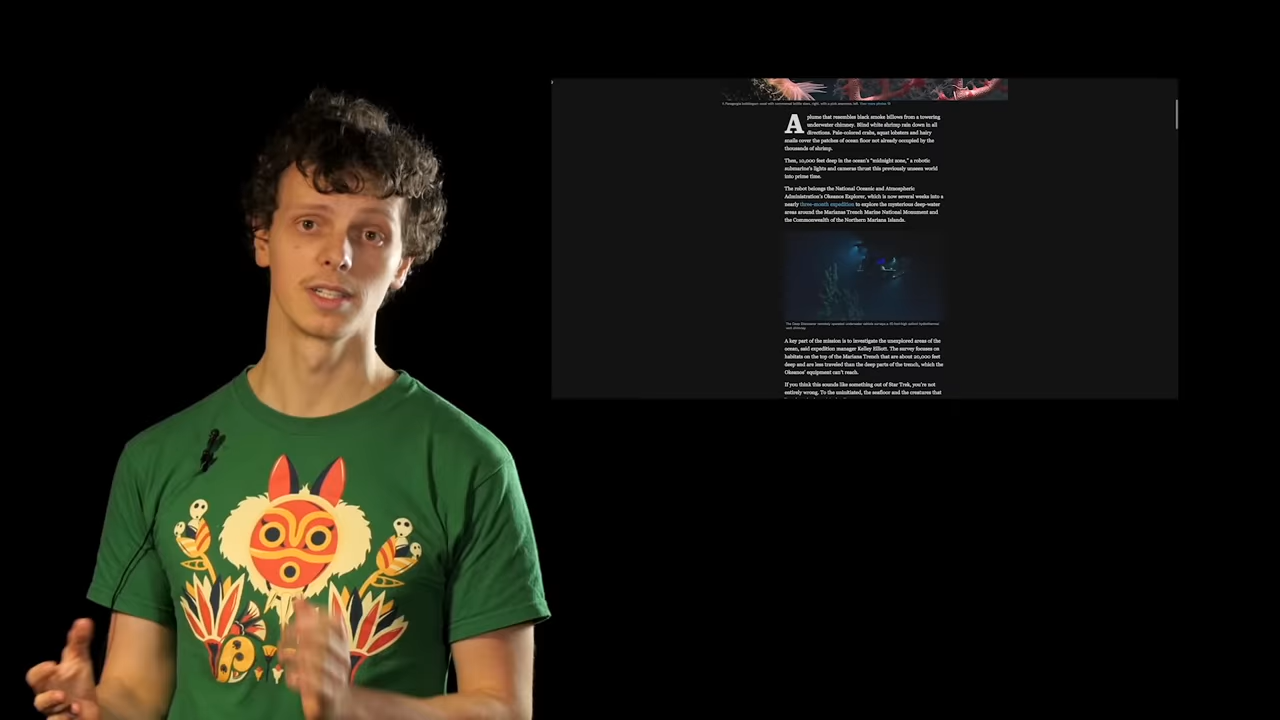 A plume that resembles black smoke billows from a towering
underwater chimney. Blind white shrimp rain down in all
directions. Pale-colored crabs, squat lobsters and hairy
snails cover the patches of ocean floor not already occupied by the
thousands of shrimp.
Then, 10,000 feet deep in the ocean's "midnight zone," a robotic
submarine's lights and cameras thrust this previously unseen world
into prime time.
The robot belongs the National Oceanic and Atmospheric
Administration's Okeanos Explorer, which is now several weeks into a
nearly three-month expedition to explore the mysterious deep-water
areas around the Marianas Trench Marine National Monument and
the Commonwealth of the Northern Mariana Islands.
A key part of the mission is to investigate the unexplored areas of the
ocean, said expedition manager Kelley Elliott. The survey focuses on
habitats on the top of the Mariana Trench that are about 20,000 feet
deep and are less traveled than the deep parts of the trench, which the
Okeanos' equipment can't reach.
If you think this sounds like something out of Star Trek, you're not
entirely wrong. To the uninitiated, the seafloor and the creatures that